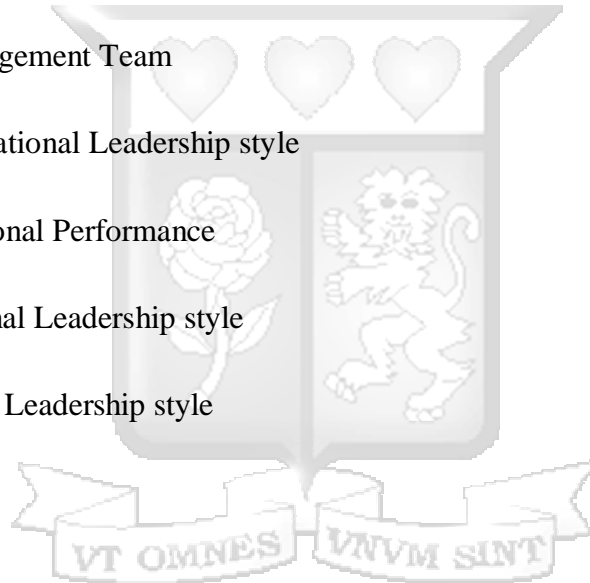 gement Team
ational Leadership style
onal Performance
nal Leadership style
Leadership style
VT OMNES VNVM SINT